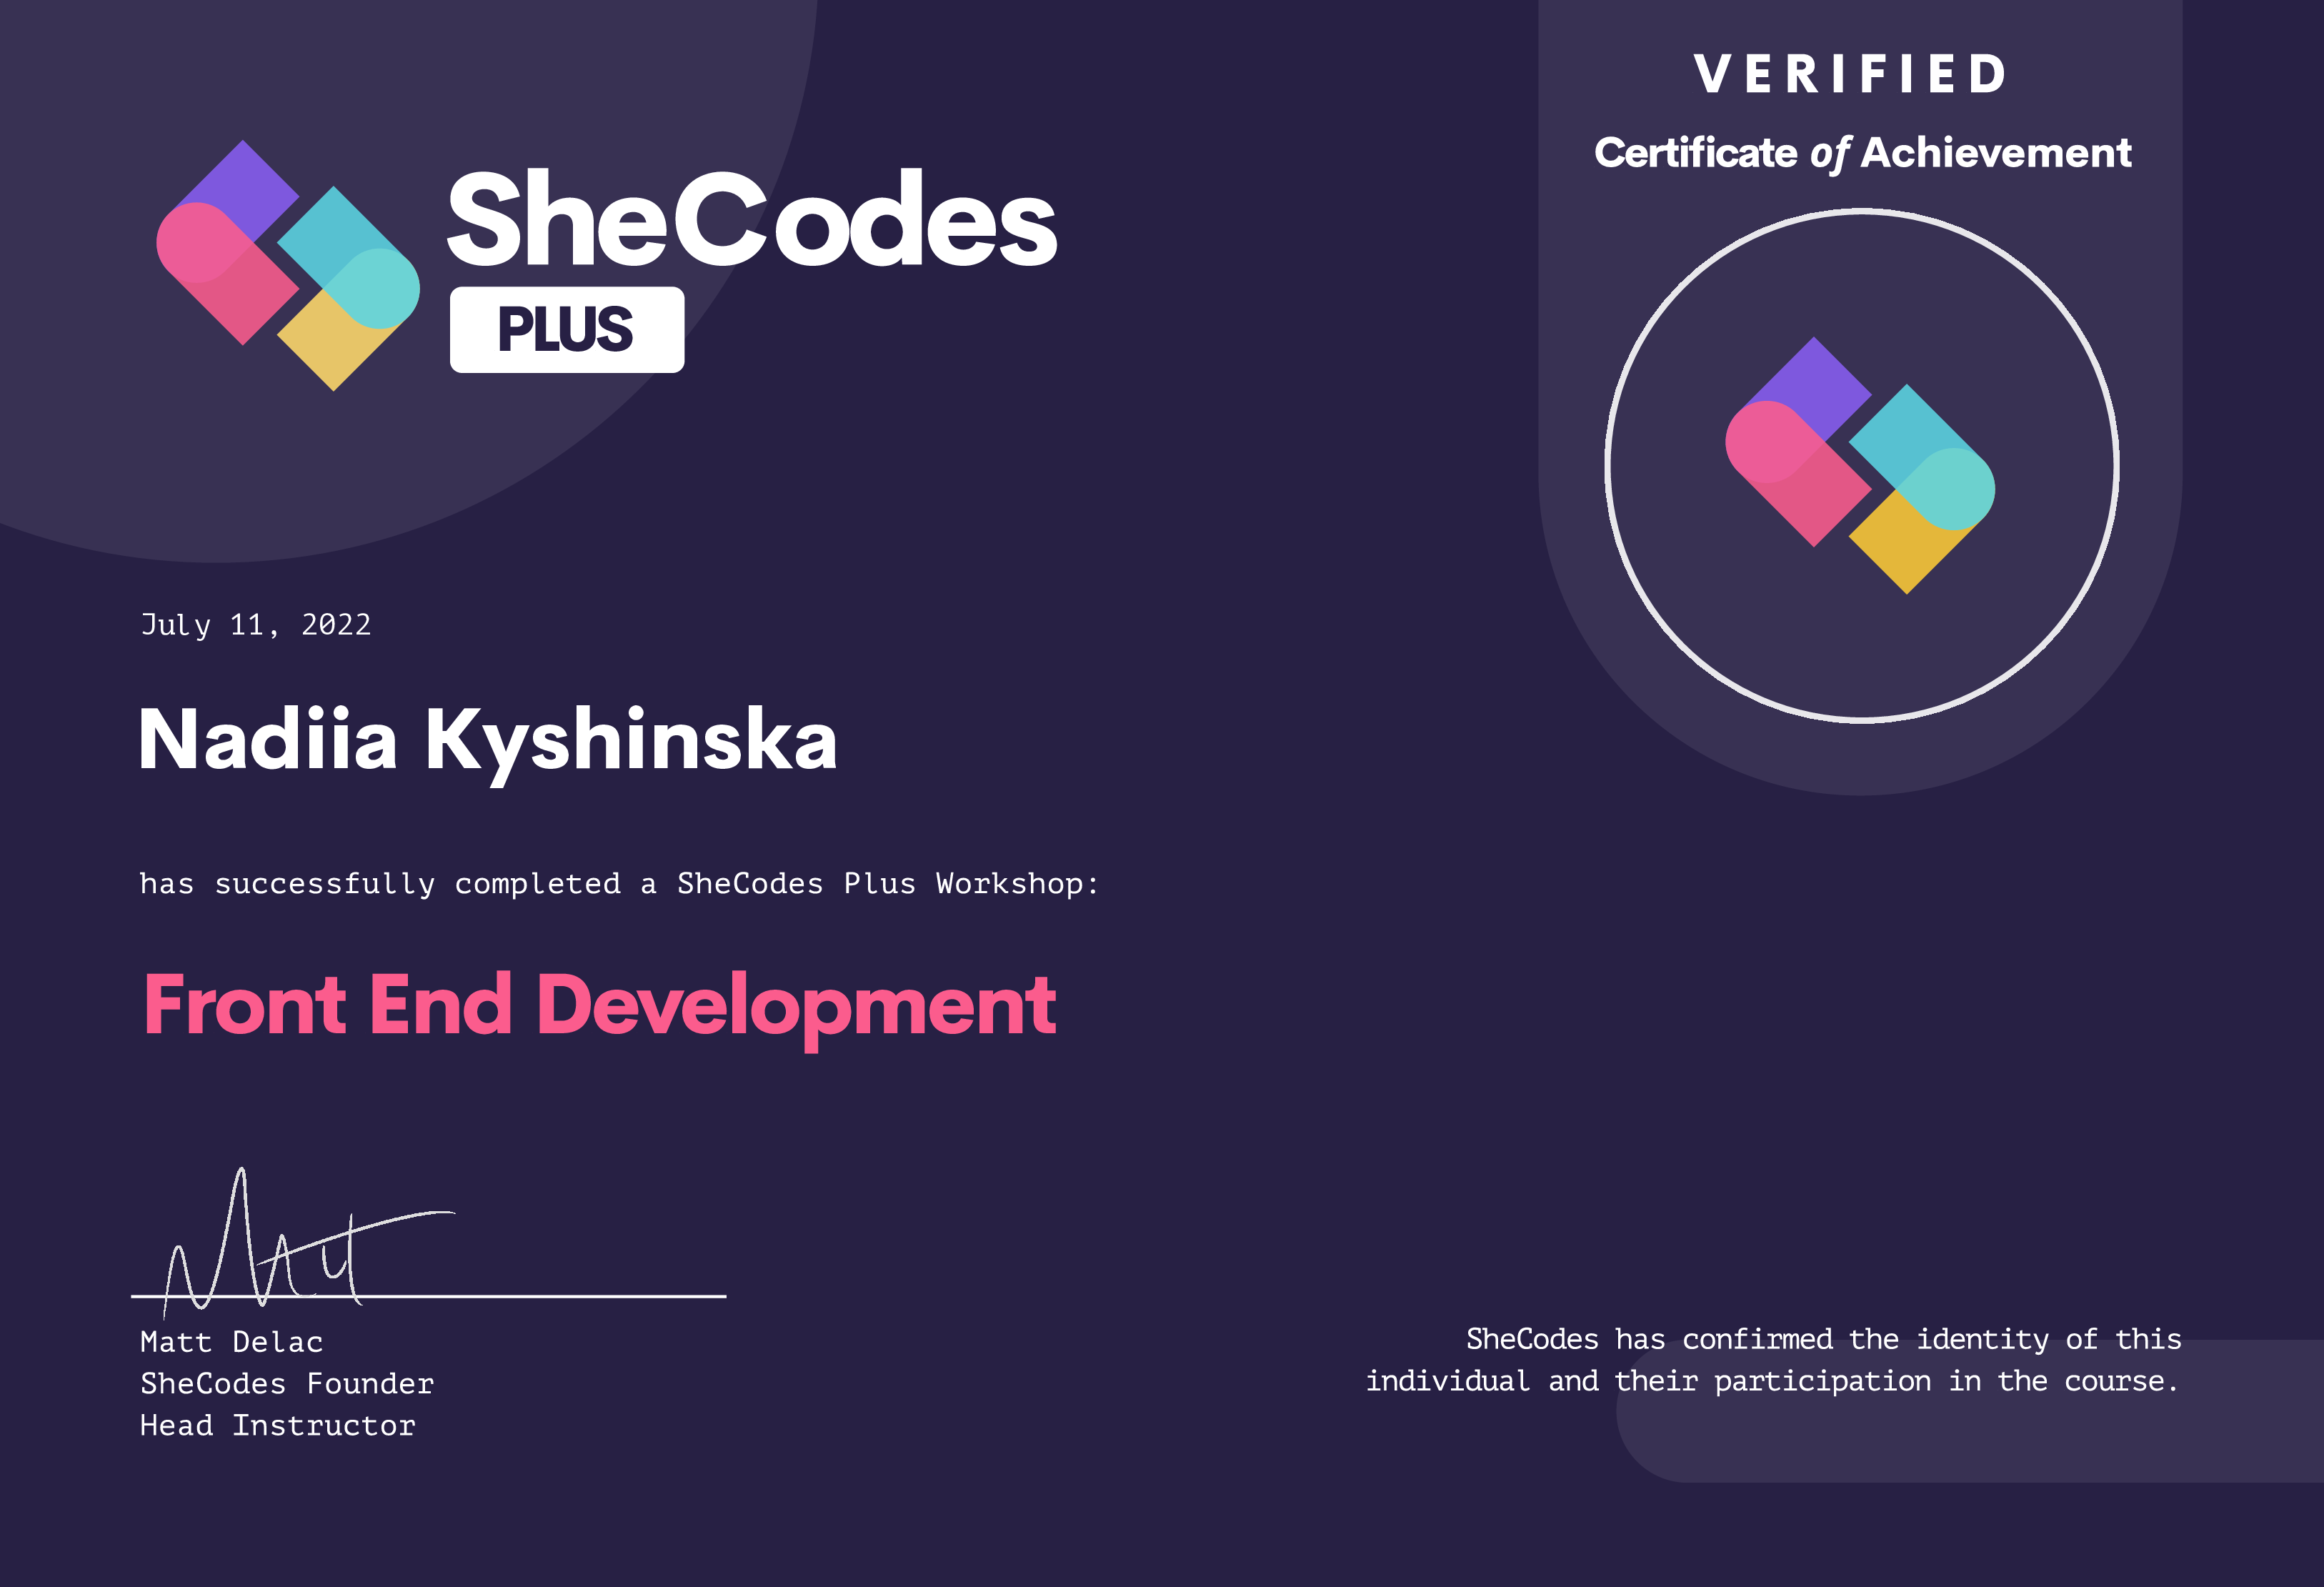 VERIFIED
Certificate of Achievement
SheCodes
PLUS
July 11, 2022
Nadiia Kyshinska
has successfully completed a SheCodes Plus Workshop:
Front End Development
Matt
Matt Delac
SheCodes Founder
Head Instructor
SheCodes has confirmed the identity of this
individual and their participation in the course.